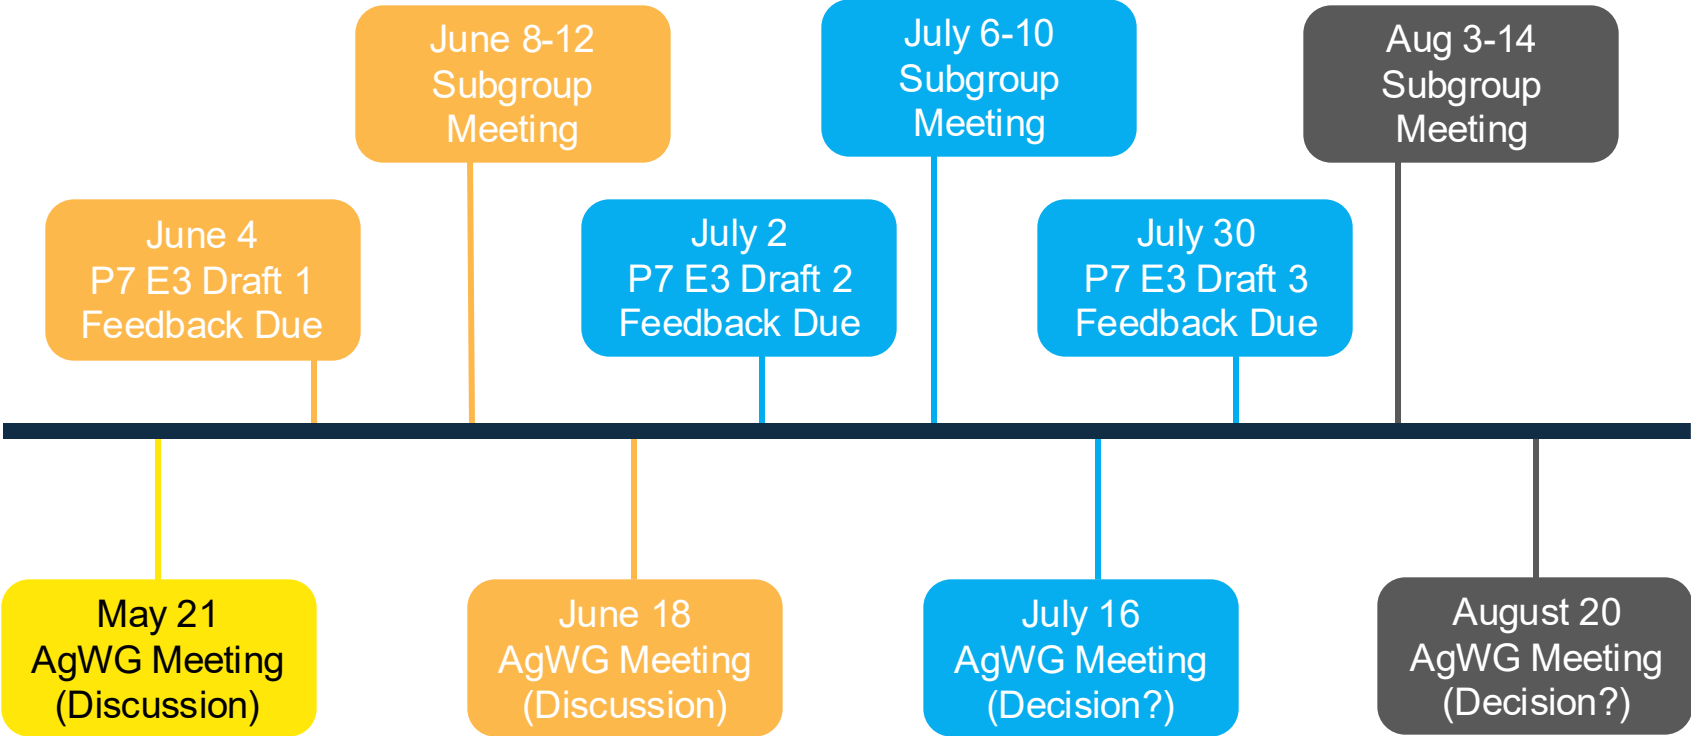 June 8-12
Subgroup
Meeting
July 6-10
Subgroup
Meeting
Aug 3-14
Subgroup
Meeting
June 4
P7 E3 Draft 1
Feedback Due
July 2
P7 E3 Draft 2
Feedback Due
July 30
P7 E3 Draft 3
Feedback Due
May 21
AgWG Meeting
(Discussion)
June 18
AgWG Meeting
(Discussion)
July 16
AgWG Meeting
(Decision?)
August 20
AgWG Meeting
(Decision?)